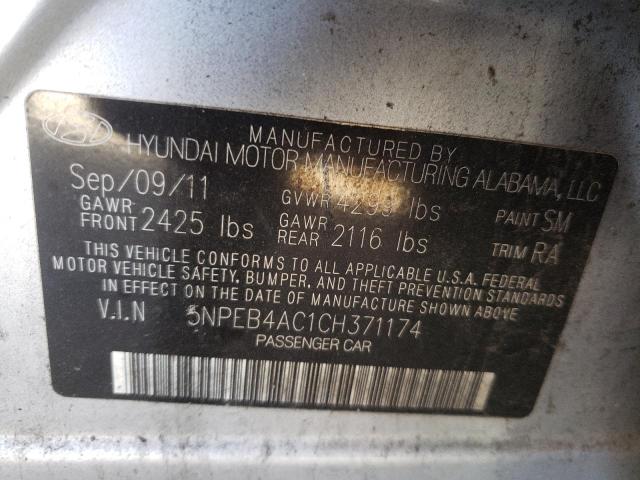 MANUFACTURED BY
HYUNDAI MOTOR MANUFACTURING ALABAMA, LLC
Sep/09/11 GVWR 4299 lbs PAINT SM
GAWR FRONT 2425 lbs GAWR REAR 2116 lbs TRIM RA
THIS VEHICLE CONFORMS TO ALL APPLICABLE U.S.A. FEDERAL
MOTOR VEHICLE SAFETY, BUMPER, AND THEFT PREVENTION STANDARDS
IN EFFECT ON THE DATE OF MANUFACTURE SHOWN ABOVE
V.I.N 5NPEB4AC1CH371174
PASSENGER CAR